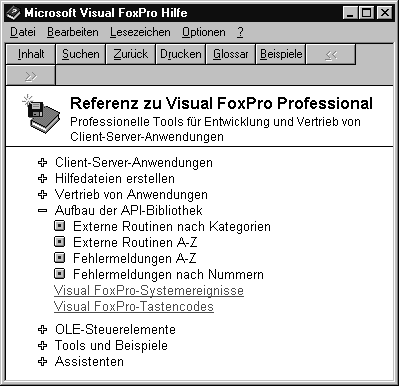 Microsoft Visual FoxPro Hilfe
Datei Bearbeiten Lesezeichen Optionen ?
Inhalt Suchen Zurück Drucken Glossar Beispiele <<
>>
Referenz zu Visual FoxPro Professional
Professionelle Tools für Entwicklung und Vertrieb von
Client-Server-Anwendungen
Client-Server-Anwendungen
Hilfedateien erstellen
Vertrieb von Anwendungen
Aufbau der API-Bibliothek
Externe Routinen nach Kategorien
Externe Routinen A-Z
Fehlermeldungen A-Z
Fehlermeldungen nach Nummern
Visual FoxPro-Systemereignisse
Visual FoxPro-Tastencodes
OLE-Steuerelemente
Tools und Beispiele
Assistenten